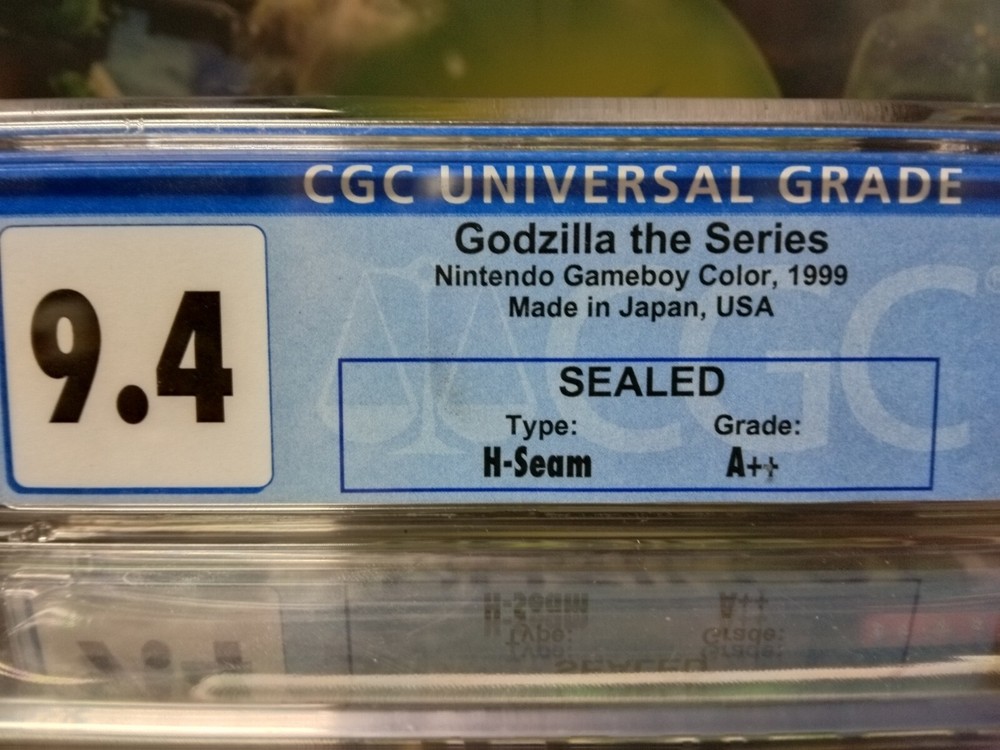 CGC UNIVERSAL GRADE
9.4
Godzilla the Series
Nintendo Gameboy Color, 1999
Made in Japan, USA
CGC
SEALED
Type: Grade:
H-Seam A++